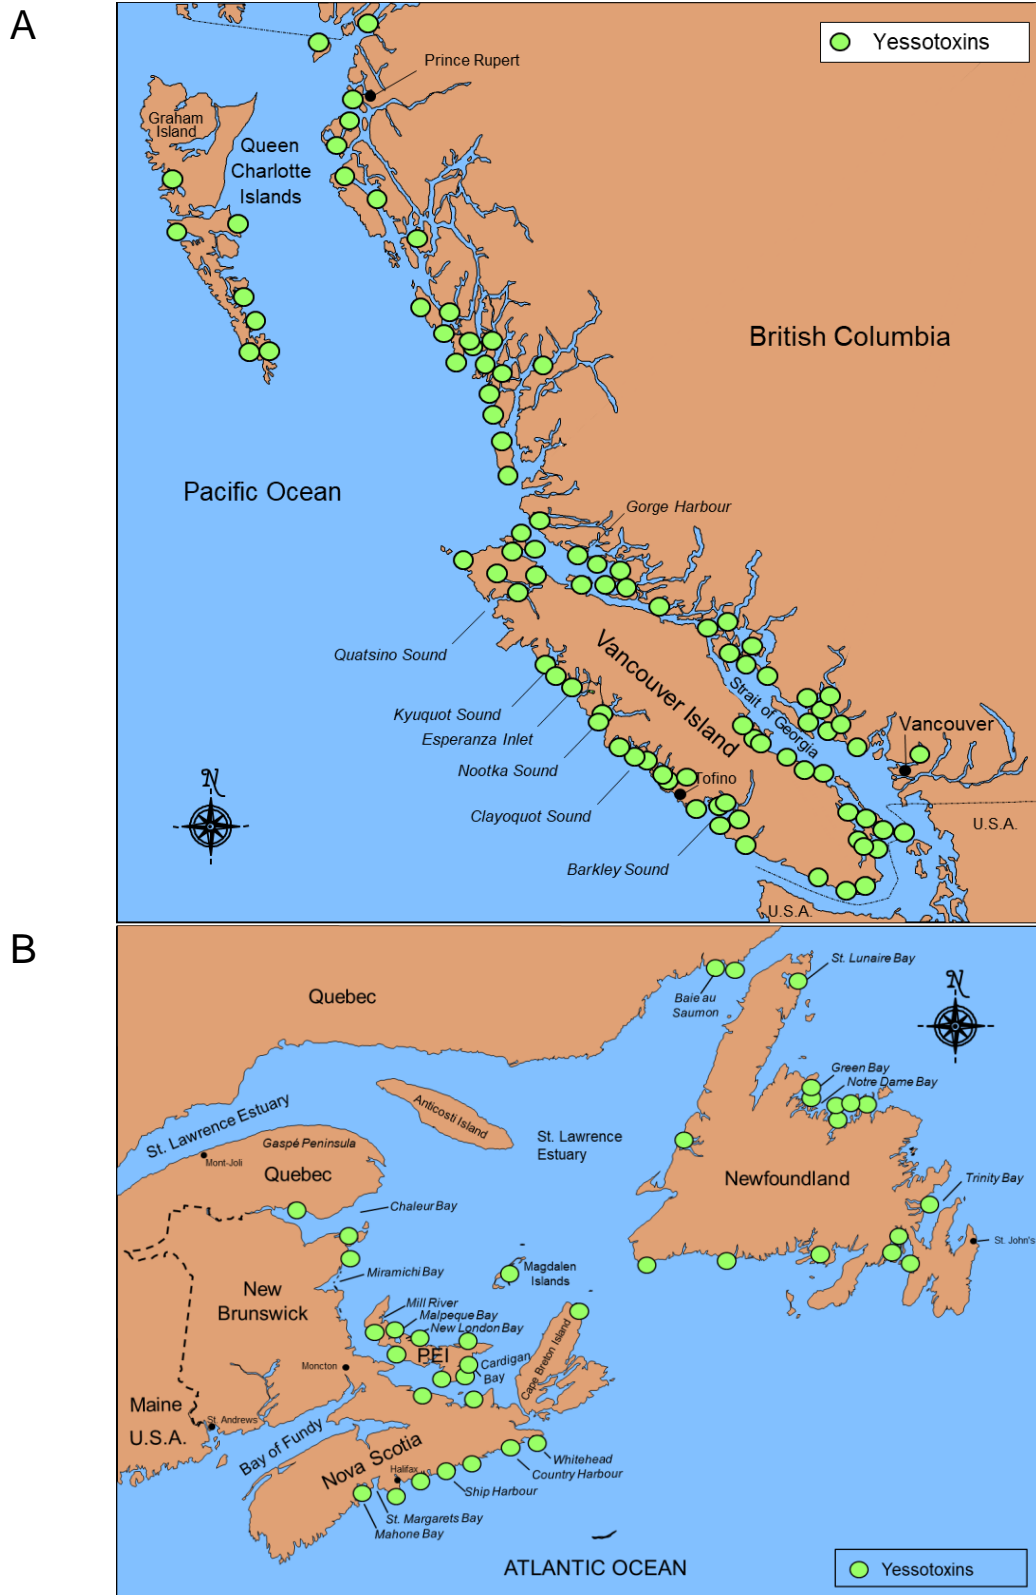 A
Yessotoxins
Prince Rupert
Graham
Island
Queen
Charlotte
Islands
British Columbia
Pacific Ocean
Gorge Harbour
Quatsino Sound
Vancouver Island
Strait of Georgia
Kyuquot Sound
Vancouver
Esperanza Inlet
Nootka Sound
N
Tofino
Clayoquot Sound
U.S.A.
Barkley Sound
U.S.A.
B
St. Lunaire Bay
N
Quebec
Baie au
Saumon
Green Bay
Notre Dame Bay
Anticosti Island
St. Lawrence Estuary
Gaspé Peninsula
St. Lawrence
Estuary
Mont-Joli
Quebec
Newfoundland
Trinity Bay
Chaleur Bay
St. John's
Magdalen
Islands
Miramichi Bay
New
Brunswick
Mill River
Malpeque Bay
New London Bay
PEI
Cardigan
Bay
Cape Breton Island
Moncton
Maine
U.S.A.
St. Andrews
Bay of Fundy
Nova Scotia
Halifax
Whitehead
Country Harbour
Ship Harbour
St. Margarets Bay
Mahone Bay
ATLANTIC OCEAN
Yessotoxins